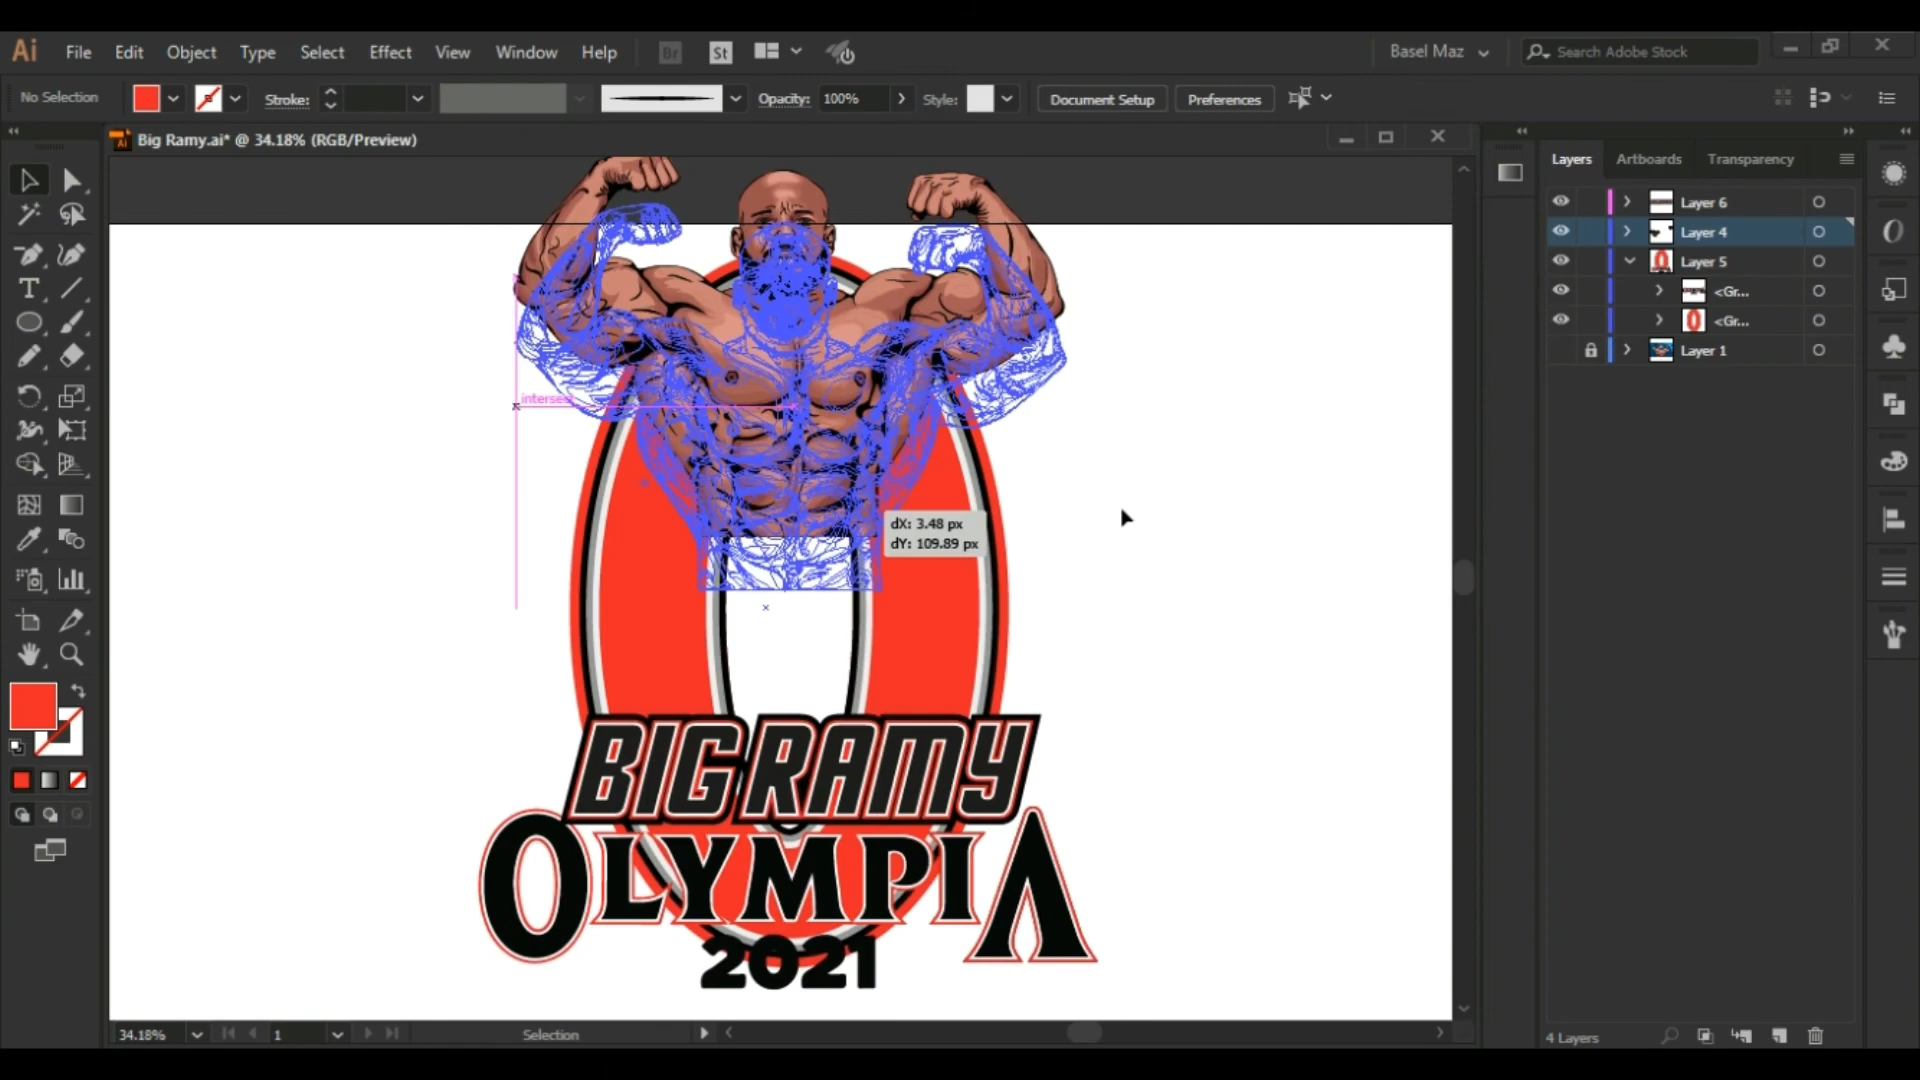 Ai File Edit Object Type Select Effect View Window Help Br St Basel Maz Search Adobe Stock
No Selection Stroke: Opacity: 100% Style: Document Setup Preferences
Big Ramy.ai* @ 34.18% (RGB/Preview)
Layers Artboards Transparency
Layer 6
Layer 4
Layer 5
<Gr...
<Gr...
Layer 1
intersect
dX: 3.48 px
dY: 109.89 px
BIG RAMY
OLYMPIA
2021
34.18% 1 Selection 4 Layers